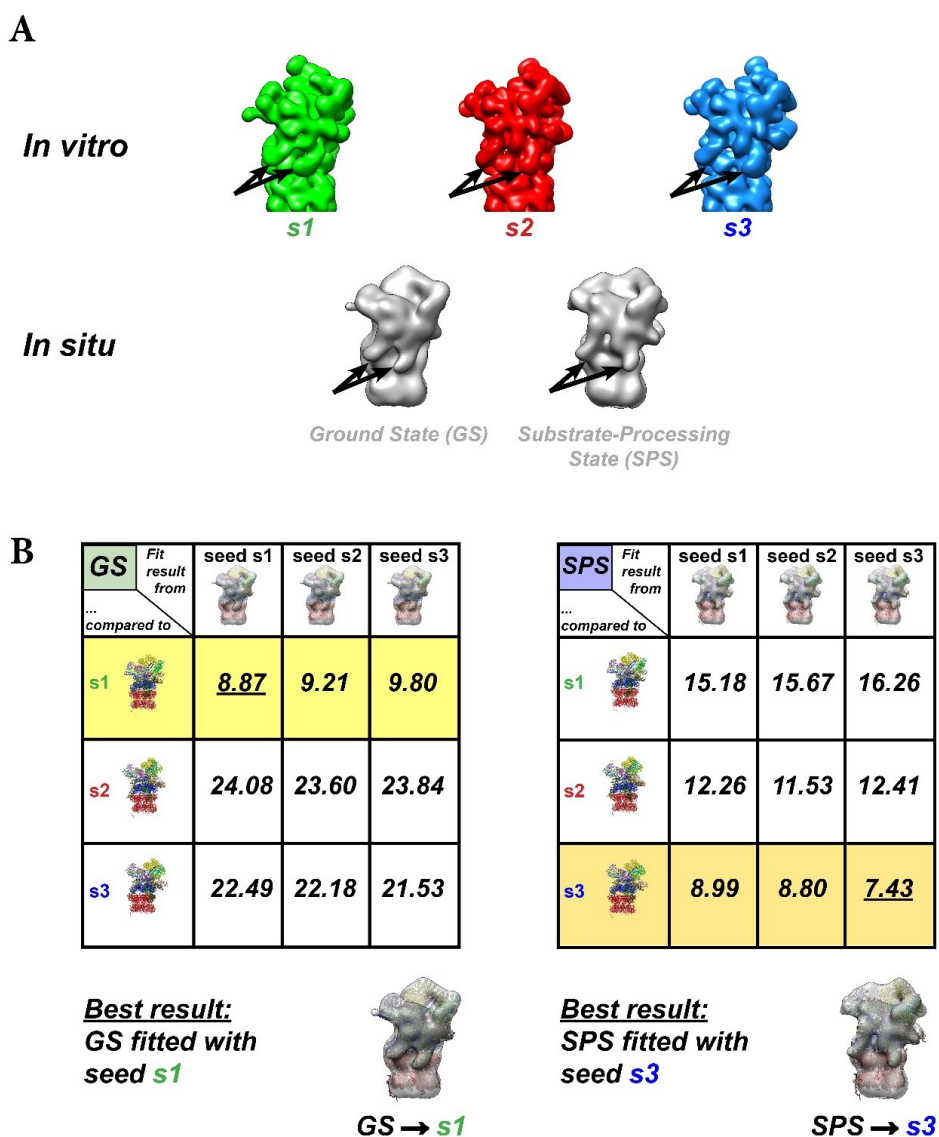 A
In vitro
s1 s2 s3
In situ
Ground State (GS)
Substrate-Processing
State (SPS)
B
GS
Fit
result
from
...
compared to
seed s1 seed s2 seed s3
s1 8.87 9.21 9.80
s2 24.08 23.60 23.84
s3 22.49 22.18 21.53
Best result:
GS fitted with
seed s1
GS → s1
SPS
Fit
result
from
...
compared to
seed s1 seed s2 seed s3
s1 15.18 15.67 16.26
s2 12.26 11.53 12.41
s3 8.99 8.80 7.43
Best result:
SPS fitted with
seed s3
SPS → s3